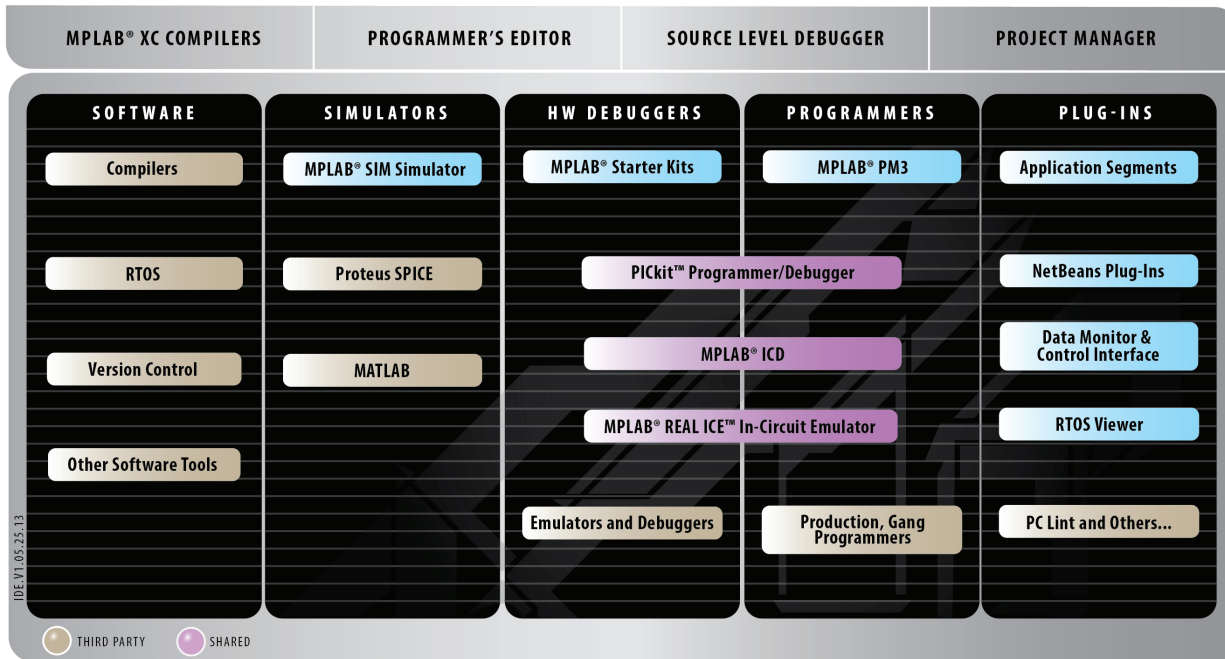 MPLAB® XC COMPILERS
PROGRAMMER'S EDITOR
SOURCE LEVEL DEBUGGER
PROJECT MANAGER
SOFTWARE
Compilers
RTOS
Version Control
Other Software Tools
SIMULATORS
MPLAB® SIM Simulator
Proteus SPICE
MATLAB
HW DEBUGGERS
PROGRAMMERS
MPLAB® Starter Kits
MPLAB® PM3
PICkit™ Programmer/Debugger
MPLAB® ICD
MPLAB® REAL ICE™ In-Circuit Emulator
Emulators and Debuggers
Production, Gang
Programmers
PLUG-INS
Application Segments
NetBeans Plug-Ins
Data Monitor &
Control Interface
RTOS Viewer
PC Lint and Others...
IDE.V1.05.25.13
THIRD PARTY
SHARED